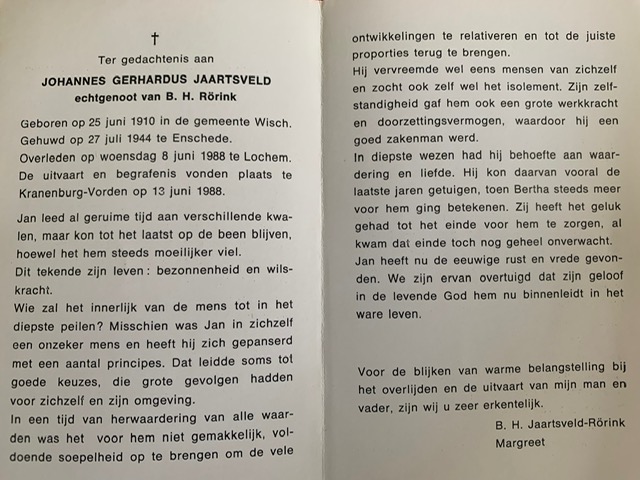 †
Ter gedachtenis aan
JOHANNES GERHARDUS JAARTSVELD
echtgenoot van B. H. Rörink
Geboren op 25 juni 1910 in de gemeente Wisch.
Gehuwd op 27 juli 1944 te Enschede.
Overleden op woensdag 8 juni 1988 te Lochem.
De uitvaart en begrafenis vonden plaats te
Kranenburg-Vorden op 13 juni 1988.
Jan leed al geruime tijd aan verschillende kwa-
len, maar kon tot het laatst op de been blijven,
hoewel het hem steeds moeilijker viel.
Dit tekende zijn leven: bezonnenheid en wils-
kracht.
Wie zal het innerlijk van de mens tot in het
diepste peilen? Misschien was Jan in zichzelf
een onzeker mens en heeft hij zich gepanserd
met een aantal principes. Dat leidde soms tot
goede keuzes, die grote gevolgen hadden
voor zichzelf en zijn omgeving.
In een tijd van herwaardering van alle waar-
den was het voor hem niet gemakkelijk, vol-
doende soepelheid op te brengen om de vele
ontwikkelingen te relativeren en tot de juiste
proporties terug te brengen.
Hij vervreemde wel eens mensen van zichzelf
en zocht ook zelf wel het isolement. Zijn zelf-
standigheid gaf hem ook een grote werkkracht
en doorzettingsvermogen, waardoor hij een
goed zakenman werd.
In diepste wezen had hij behoefte aan waar-
dering en liefde. Hij kon daarvan vooral de
laatste jaren getuigen, toen Bertha steeds meer
voor hem ging betekenen. Zij heeft het geluk
gehad tot het einde voor hem te zorgen, al
kwam dat einde toch nog geheel onverwacht.
Jan heeft nu de eeuwige rust en vrede gevon-
den. We zijn ervan overtuigd dat zijn geloof
in de levende God hem nu binnenleidt in het
ware leven.
Voor de blijken van warme belangstelling bij
het overlijden en de uitvaart van mijn man en
vader, zijn wij u zeer erkentelijk.
B. H. Jaartsveld-Rörink
Margreet